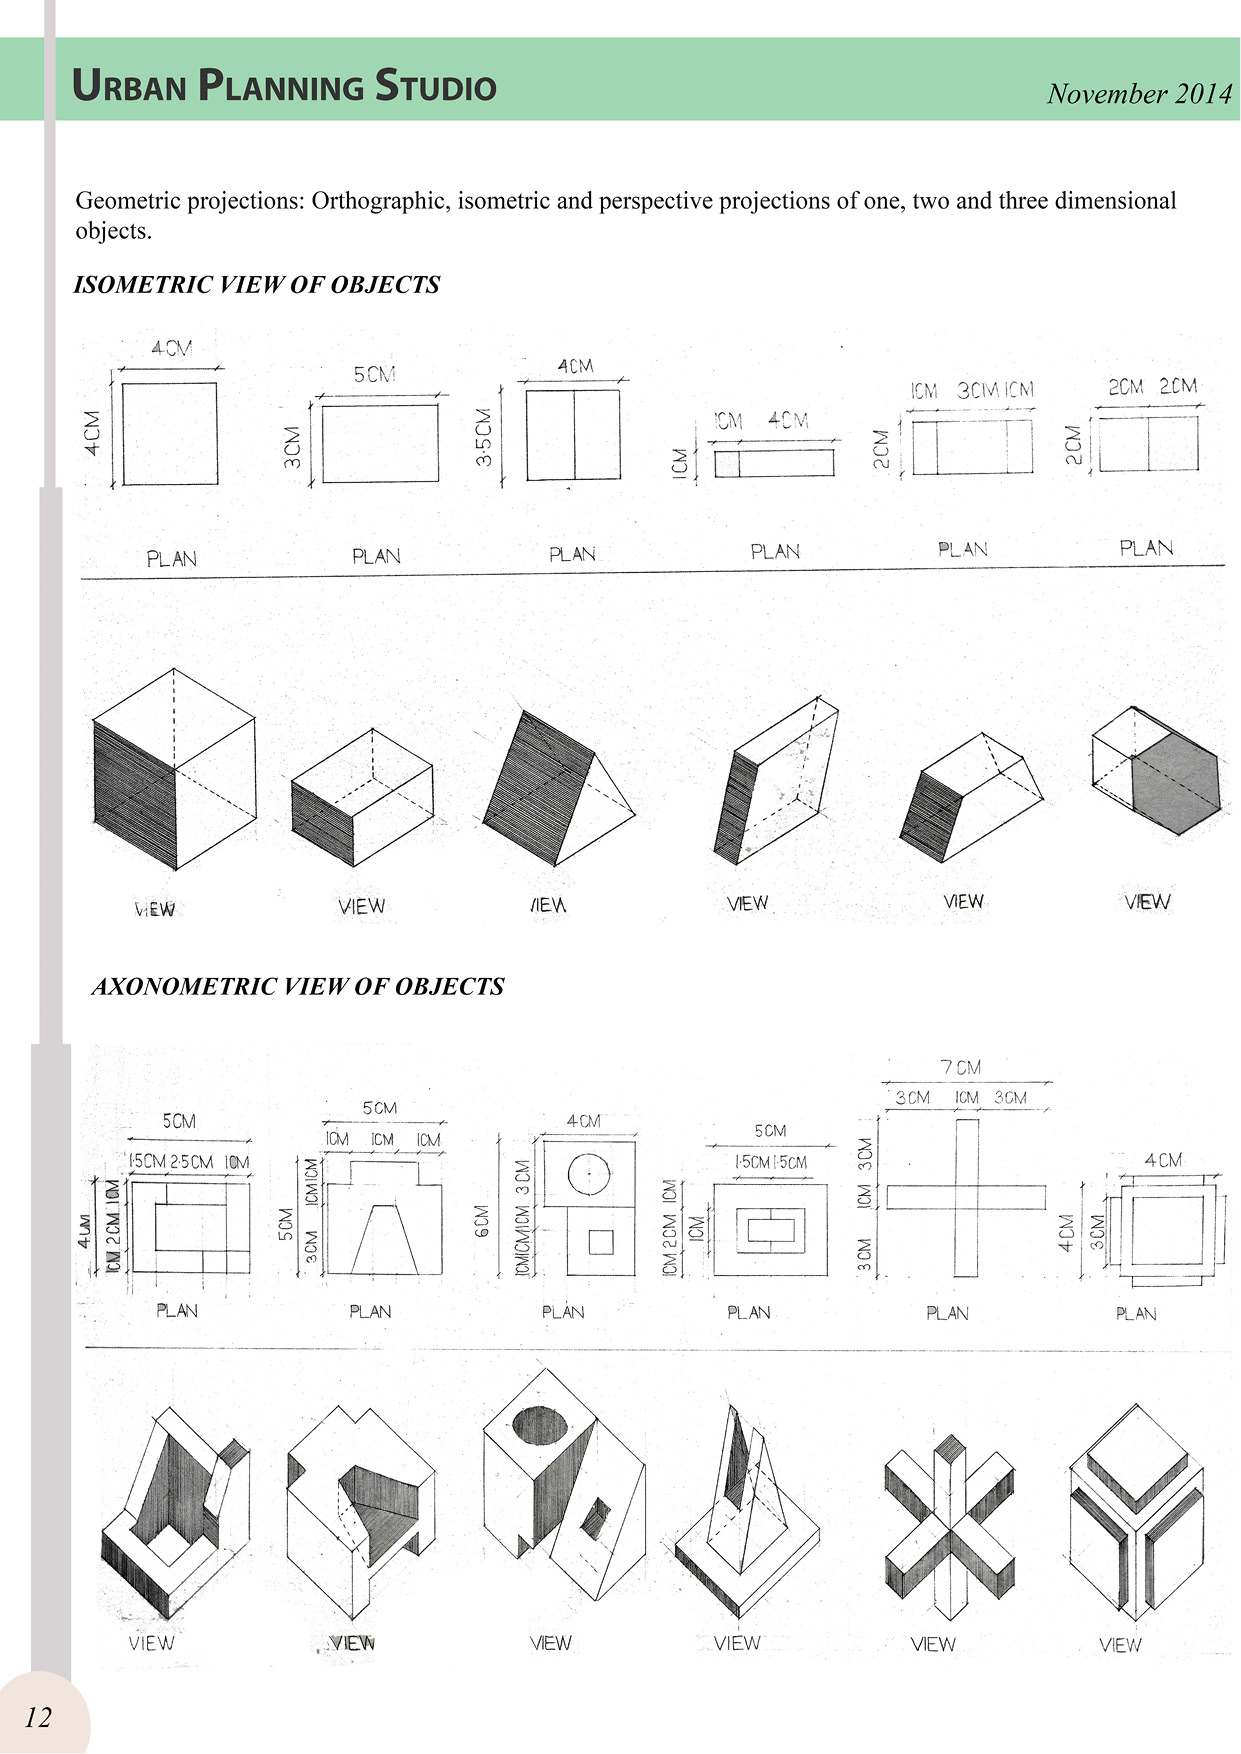 URBAN PLANNING STUDIO
November 2014
Geometric projections: Orthographic, isometric and perspective projections of one, two and three dimensional
objects.
ISOMETRIC VIEW OF OBJECTS
4CM
4CM
5CM
3CM
4CM
3·5CM
1CM 4CM
1CM
1CM 3CM 1CM
2CM
2CM 2CM
2CM
PLAN PLAN PLAN PLAN PLAN PLAN
VIEW VIEW VIEW VIEW VIEW VIEW
AXONOMETRIC VIEW OF OBJECTS
5CM
1·5CM 2·5CM 1CM
4CM
1CM 2CM 1CM
5CM
1CM 1CM 1CM
5CM
3CM 1CM 1CM
4CM
6CM
1CM 1CM 1CM 3CM
5CM
1·5CM 1·5CM
1CM 2CM 1CM
1CM
7CM
3CM 1CM 3CM
3CM 1CM 3CM
4CM
4CM
3CM
PLAN PLAN PLAN PLAN PLAN PLAN
VIEW VIEW VIEW VIEW VIEW VIEW
12